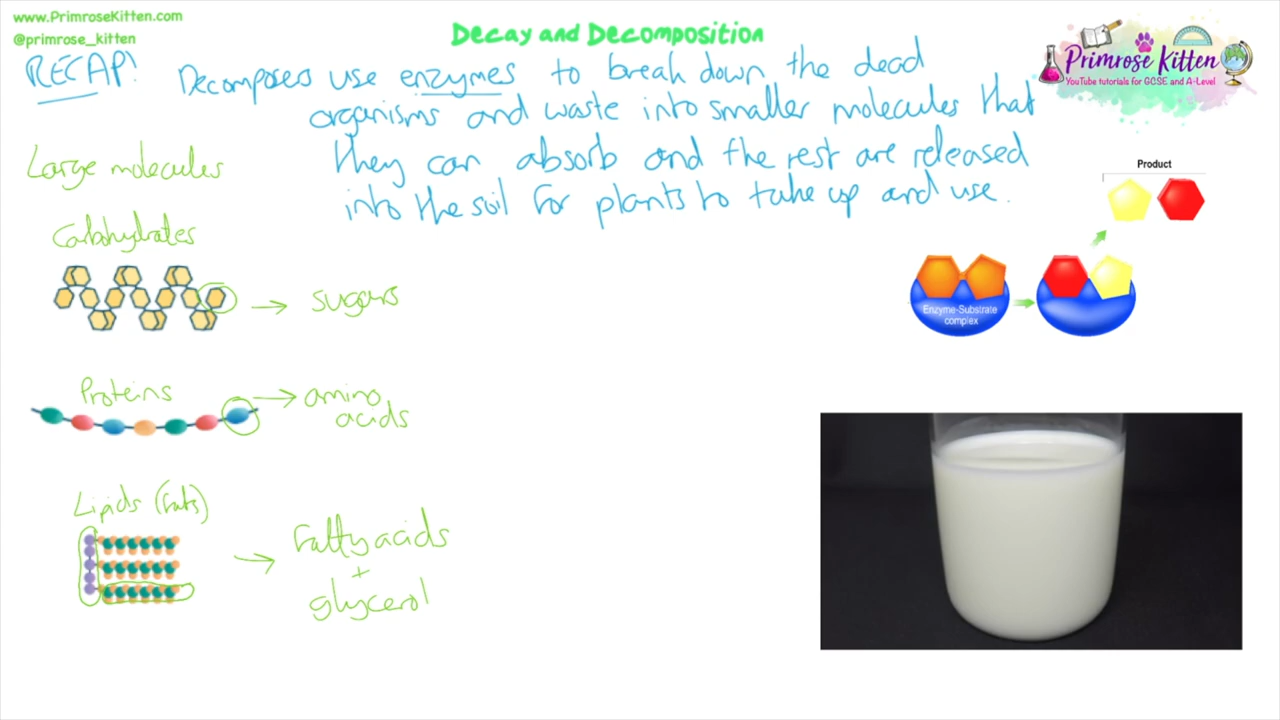 www.PrimroseKitten.com
@primrose_kitten
Decay and Decomposition
Primrose Kitten
YouTube tutorials for GCSE and A-Level
RECAP!
Decomposers use enzymes to break down the dead
organisms and waste into smaller molecules that
they can absorb and the rest are released
into the soil for plants to take up and use.
Large molecules
Carbohydrates
sugars
Proteins
amino
acids
Lipids (fats)
Fatty acids
+
glycerol
Product
Enzyme-Substrate
complex